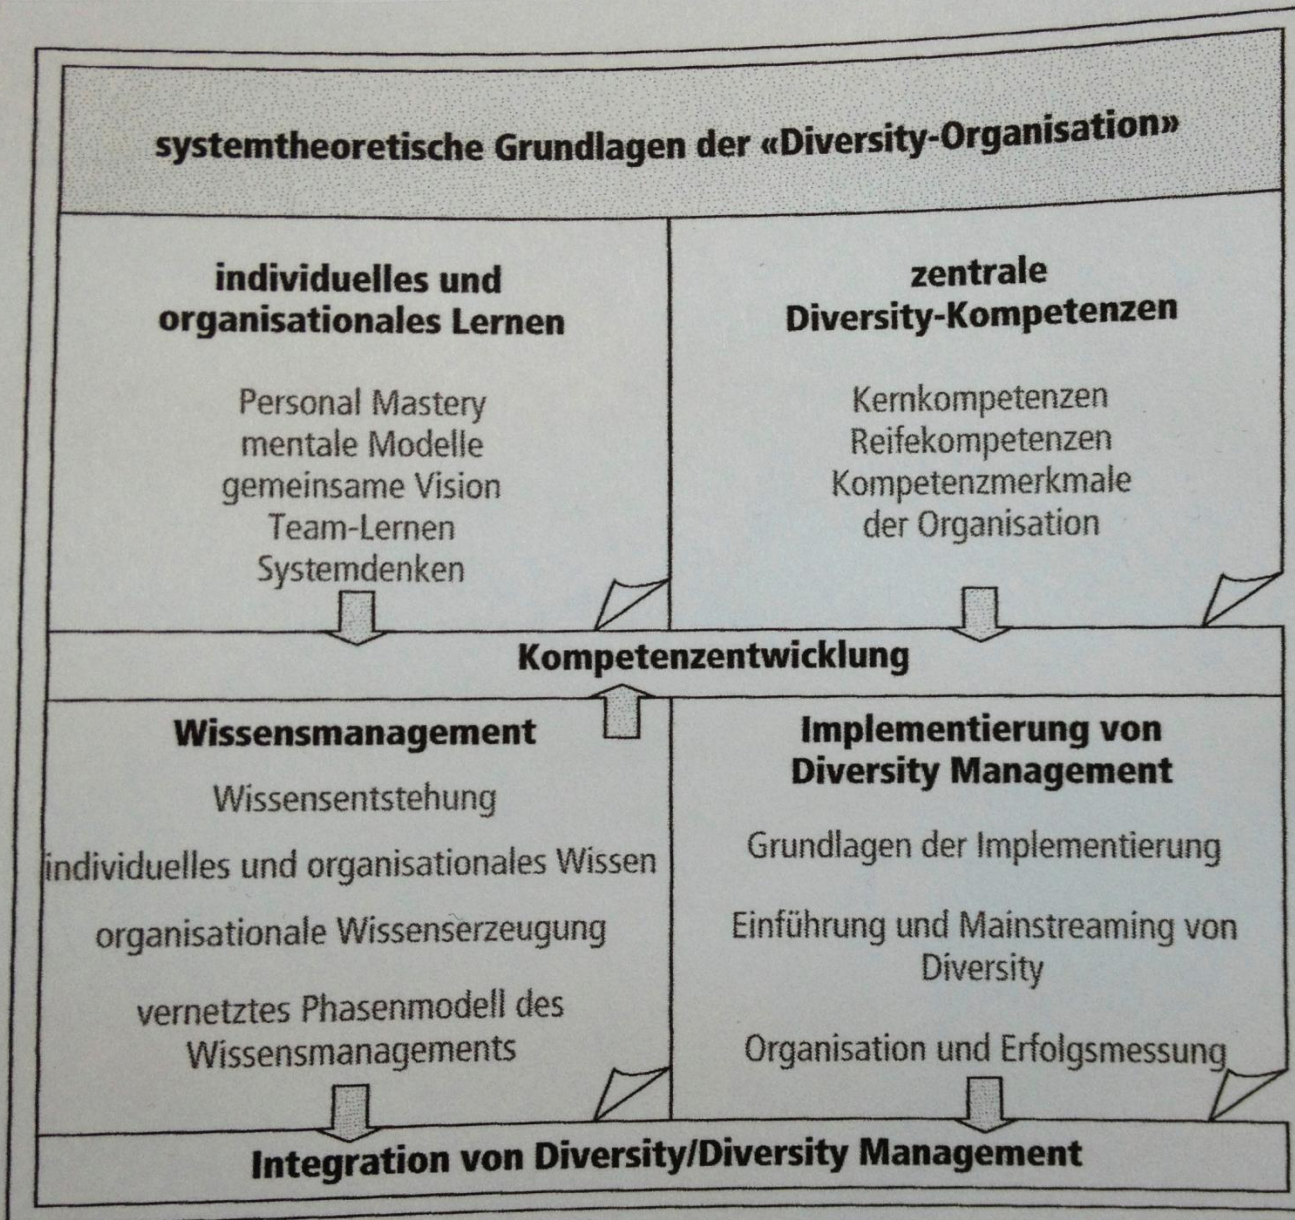 systemtheoretische Grundlagen der «Diversity-Organisation»
individuelles und
organisationales Lernen
Personal Mastery
mentale Modelle
gemeinsame Vision
Team-Lernen
Systemdenken
zentrale
Diversity-Kompetenzen
Kernkompetenzen
Reifekompetenzen
Kompetenzmerkmale
der Organisation
Kompetenzentwicklung
Wissensmanagement
Wissensentstehung
individuelles und organisationales Wissen
organisationale Wissenserzeugung
vernetztes Phasenmodell des
Wissensmanagements
Implementierung von
Diversity Management
Grundlagen der Implementierung
Einführung und Mainstreaming von
Diversity
Organisation und Erfolgsmessung
Integration von Diversity/Diversity Management